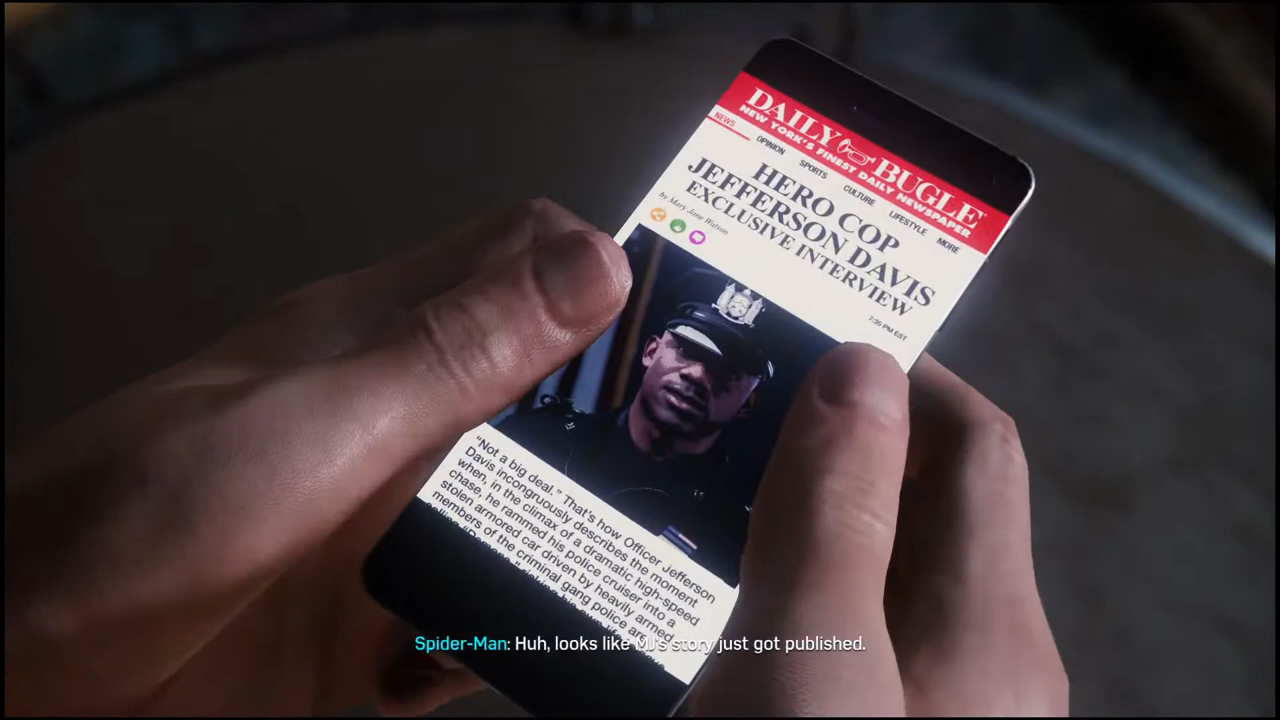 DAILY BUGLE
NEW YORK'S FINEST DAILY NEWSPAPER
NEWS OPINION SPORTS CULTURE LIFESTYLE MORE
HERO COP
JEFFERSON DAVIS
EXCLUSIVE INTERVIEW
by Mary Jane Watson
7:35 PM EST
"Not a big deal." That's how Officer Jefferson
Davis incongruously describes the moment
when, in the climax of a dramatic high-speed
chase, he rammed his police cruiser into a
stolen armored car driven by heavily armed
members of the criminal gang police are
Spider-Man: Huh, looks like MJ's story just got published.